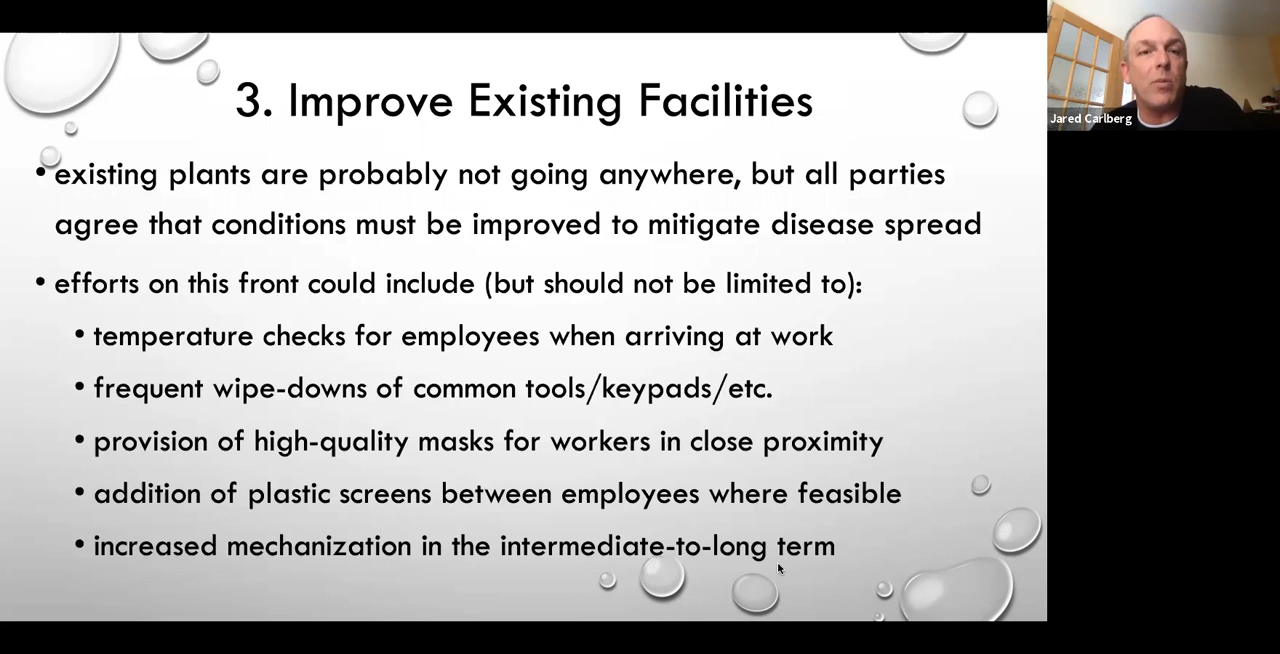 3. Improve Existing Facilities
• existing plants are probably not going anywhere, but all parties
agree that conditions must be improved to mitigate disease spread
• efforts on this front could include (but should not be limited to):
• temperature checks for employees when arriving at work
• frequent wipe-downs of common tools/keypads/etc.
• provision of high-quality masks for workers in close proximity
• addition of plastic screens between employees where feasible
• increased mechanization in the intermediate-to-long term
Jared Carlberg